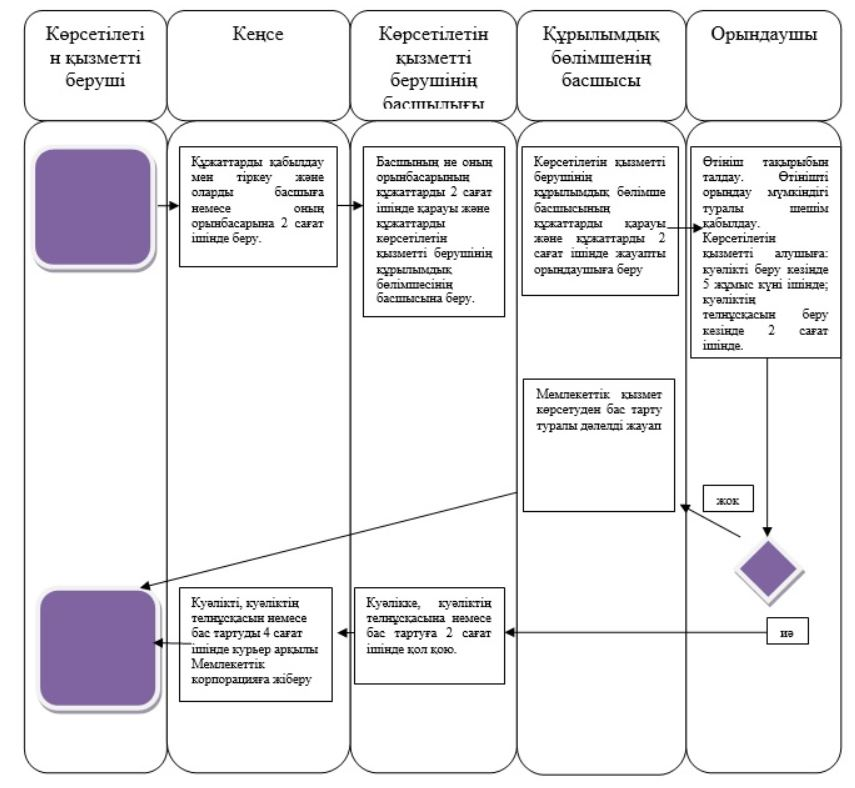 Көрсетілеті
н қызметті
беруші
Кеңсе
Көрсетілетін
қызметті
берушінің
басшылығы
Құрылымдық
бөлімшенің
басшысы
Орындаушы
Құжаттарды қабылдау
мен тіркеу және
оларды басшыға
немесе оның
орынбасарына 2 сағат
ішінде беру.
Басшының не оның
орынбасарының
құжаттарды 2 сағат
ішінде қарауы және
құжаттарды
көрсетілетін
қызметті берушінің
құрылымдық
бөлімшесінің
басшысына беру.
Көрсетілетін қызметті
берушінің
құрылымдық бөлімше
басшысының
құжаттарды қарауы
және құжаттарды 2
сағат ішінде жауапты
орындаушыға беру
Өтініш тақырыбын
талдау. Өтінішті
орындау мүмкіндігі
туралы шешім
қабылдау.
Көрсетілетін
қызметті алушыға:
куәлікті беру кезінде
5 жұмыс күні ішінде;
куәліктің
телнұсқасын беру
кезінде 2 сағат
ішінде.
Мемлекеттік қызмет
көрсетуден бас тарту
туралы дәлелді жауап
жок
Куәлікті, куәліктің
телнұсқасын немесе
бас тартуды 4 сағат
ішінде курьер арқылы
Мемлекеттік
корпорацияға жіберу
Куәлікке, куәліктің
телнұсқасына немесе
бас тартуға 2 сағат
ішінде қол қою.
иә